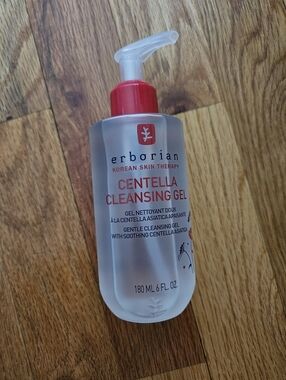 erborian
KOREAN SKIN THERAPY
CENTELLA
CLEANSING GEL
GEL NETTOYANT DOUX
À LA CENTELLA ASIATICA APAISANTE
GENTLE CLEANSING GEL
WITH SOOTHING CENTELLA ASIATICA
180 ML 6 FL. OZ